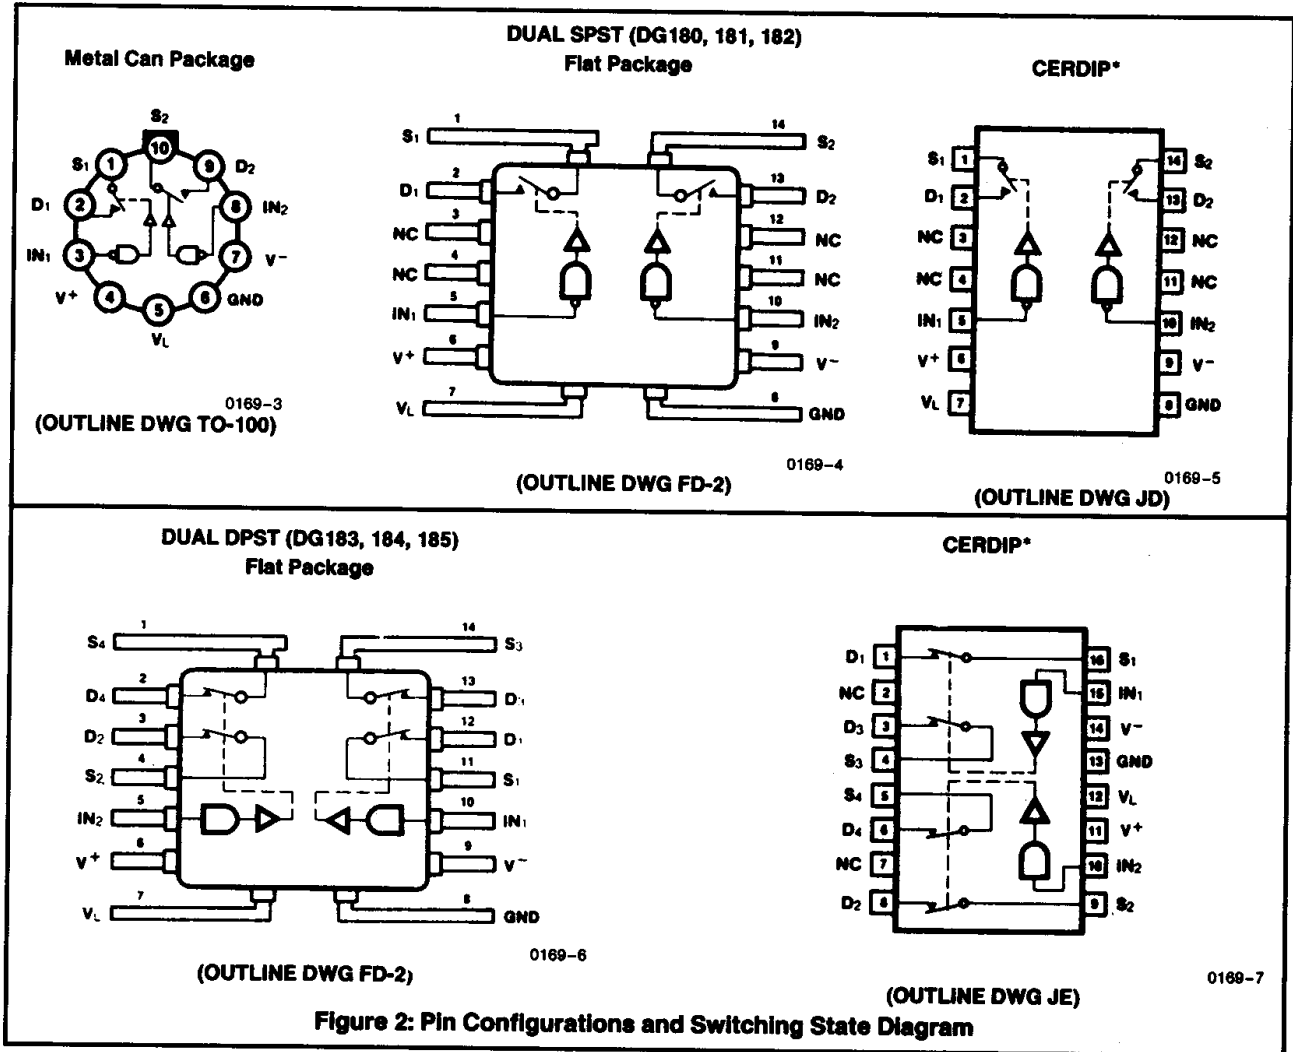 DUAL SPST (DG180, 181, 182)
Metal Can Package
Flat Package
CERDIP*
S2
10
S1 1
9 D2
D1 2
8 IN2
IN1 3
7 V−
V+ 4
6 GND
5
VL
0169−3
(OUTLINE DWG TO-100)
S1 1
14 S2
D1 2
13 D2
NC 3
12 NC
NC 4
11 NC
IN1 5
10 IN2
V+ 6
9 V−
VL 7
8 GND
0169−4
(OUTLINE DWG FD-2)
S1 1
14 S2
D1 2
13 D2
NC 3
12 NC
NC 4
11 NC
IN1 5
10 IN2
V+ 6
9 V−
VL 7
8 GND
0169−5
(OUTLINE DWG JD)
DUAL DPST (DG183, 184, 185)
Flat Package
CERDIP*
S4 1
14 S3
D4 2
13
D2 3
12 D1
S2 4
11 S1
IN2 5
10 IN1
V+ 6
9 V−
VL 7
8 GND
0169−6
(OUTLINE DWG FD-2)
D1 1
16 S1
NC 2
15 IN1
D3 3
14 V−
S3 4
13 GND
S4 5
12 VL
D4 6
11 V+
NC 7
10 IN2
D2 8
9 S2
0169−7
(OUTLINE DWG JE)
Figure 2: Pin Configurations and Switching State Diagram